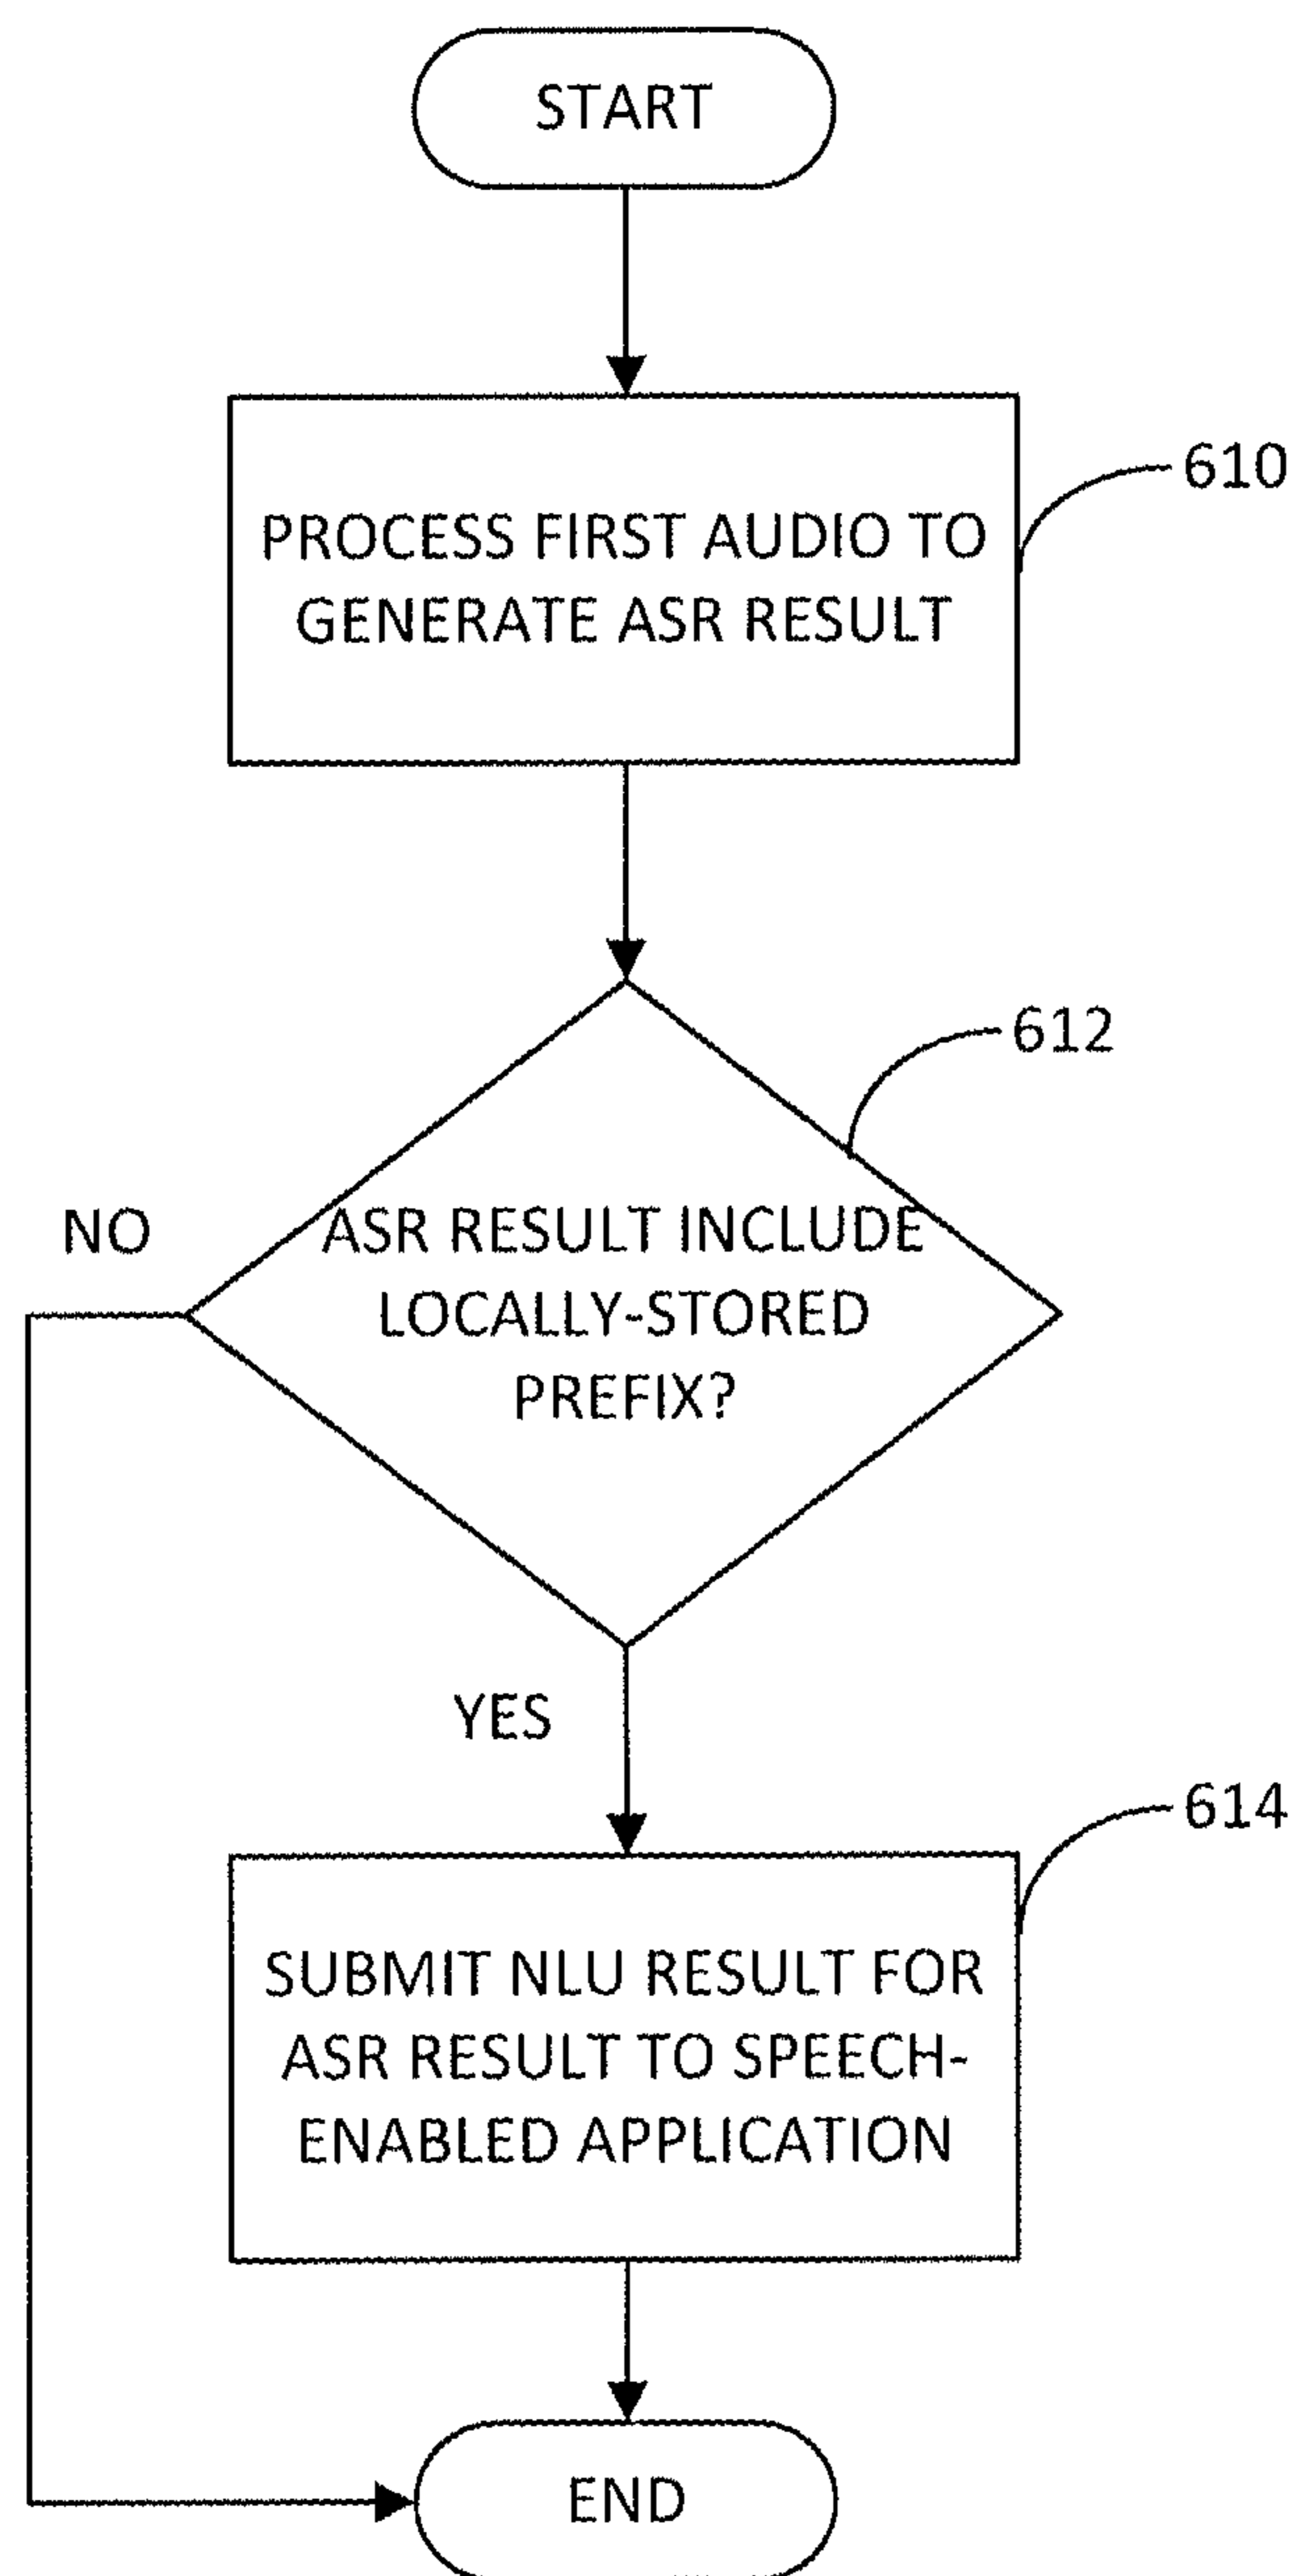 START
PROCESS FIRST AUDIO TO
GENERATE ASR RESULT
610
612
NO
ASR RESULT INCLUDE
LOCALLY-STORED
PREFIX?
YES
614
SUBMIT NLU RESULT FOR
ASR RESULT TO SPEECH-
ENABLED APPLICATION
END